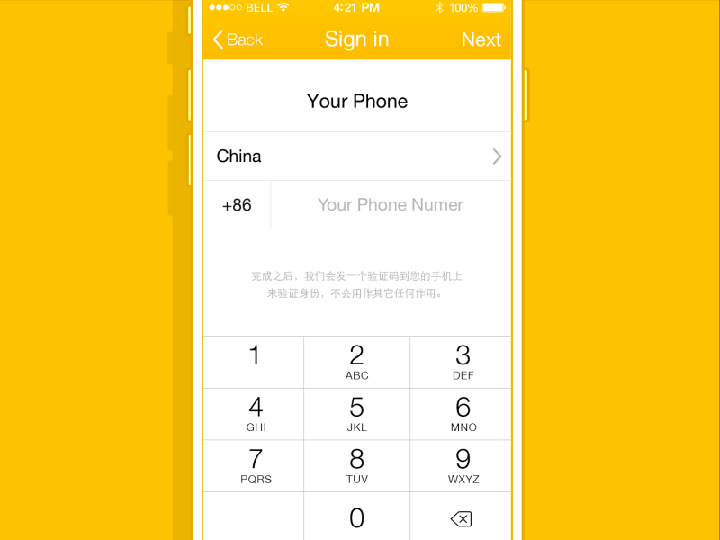 BELL 4:21 PM 100%
Back Sign in Next
Your Phone
China
+86 Your Phone Numer
完成之后，我们会发一个验证码到您的手机上
来验证身份，不会用作其它任何作用。
1 2 3
ABC DEF
4 5 6
GHI JKL MNO
7 8 9
PQRS TUV WXYZ
0